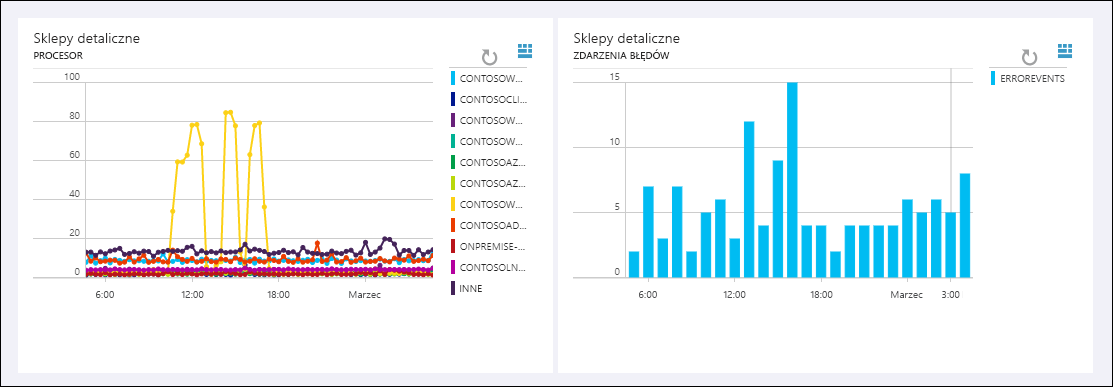 Sklepy detaliczne
PROCESOR
100
80
60
40
20
0
6:00 12:00 18:00 Marzec
CONTOSOW...
CONTOSOCLI...
CONTOSOW...
CONTOSOW...
CONTOSOAZ...
CONTOSOAZ...
CONTOSOW...
CONTOSOAD...
ONPREMISE-...
CONTOSOLN...
INNE
Sklepy detaliczne
ZDARZENIA BŁĘDÓW
15
10
5
0
6:00 12:00 18:00 Marzec 3:00
ERROREVENTS